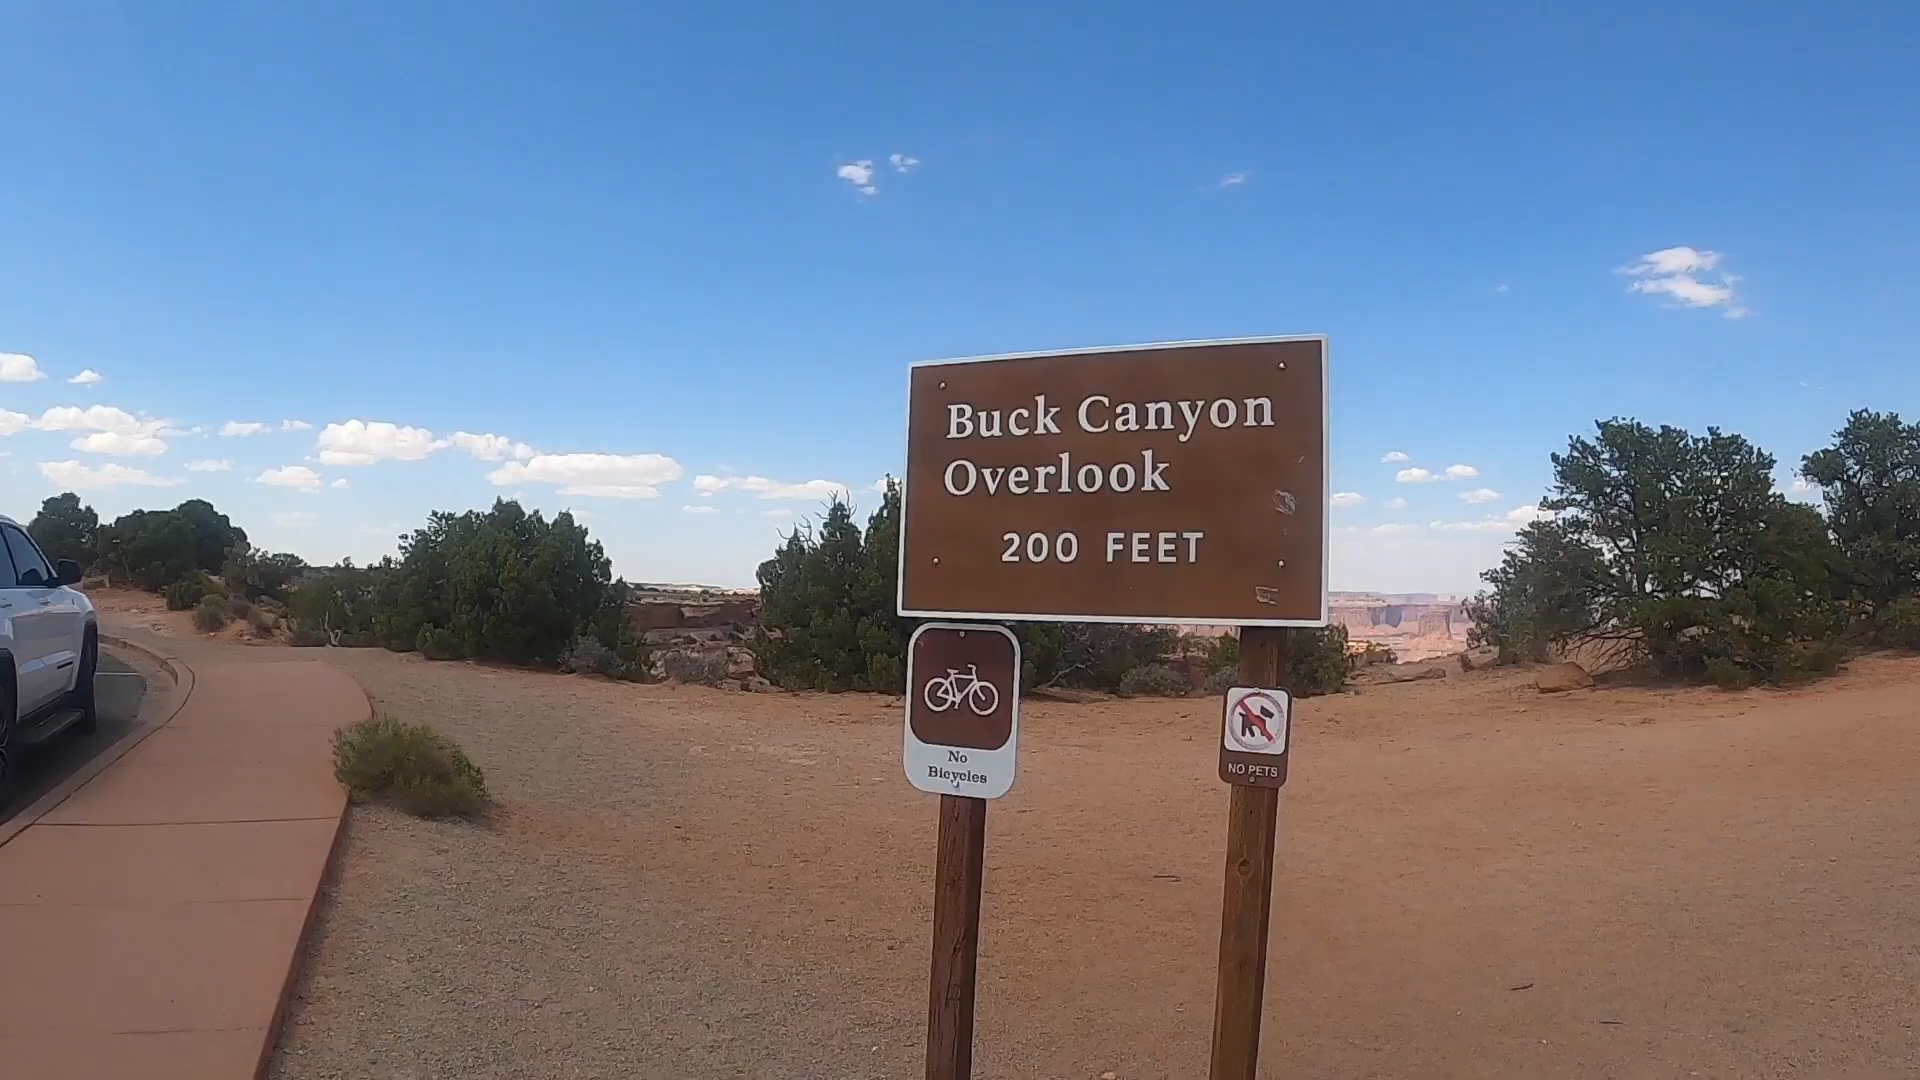 Buck Canyon
Overlook
200 FEET
No
Bicycles
NO PETS